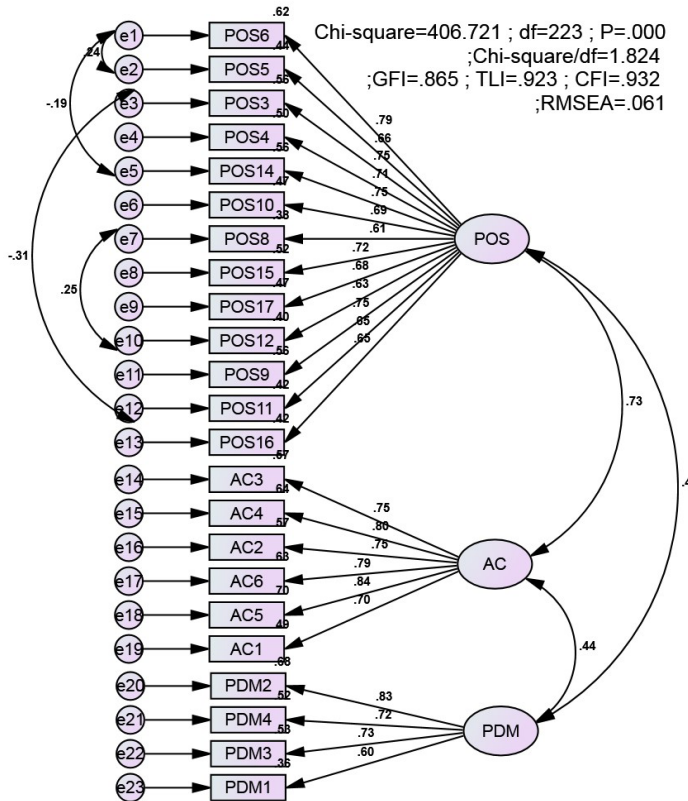 Chi-square=406.721 ; df=223 ; P=.000
;Chi-square/df=1.824
;GFI=.865 ; TLI=.923 ; CFI=.932
;RMSEA=.061
.62
e1 POS6
.44
.24
e2 POS5
.55
e3 POS3
.50
e4 POS4
.56
e5 POS14
.47
e6 POS10
.38
e7 POS8
.52
e8 POS15
.47
e9 POS17
.40
e10 POS12
.56
e11 POS9
.42
e12 POS11
.42
e13 POS16
.57
e14 AC3
.64
e15 AC4
.57
e16 AC2
.63
e17 AC6
.70
e18 AC5
.49
e19 AC1
.68
e20 PDM2
.52
e21 PDM4
.53
e22 PDM3
.36
e23 PDM1
-.19
-.31
.25
.79
.66
.75
.71
.75
.69
.61
.72
.68
.63
.75
.65
.65
POS
.75
.80
.75
.79
.84
.70
AC
.83
.72
.73
.60
PDM
.73
.44